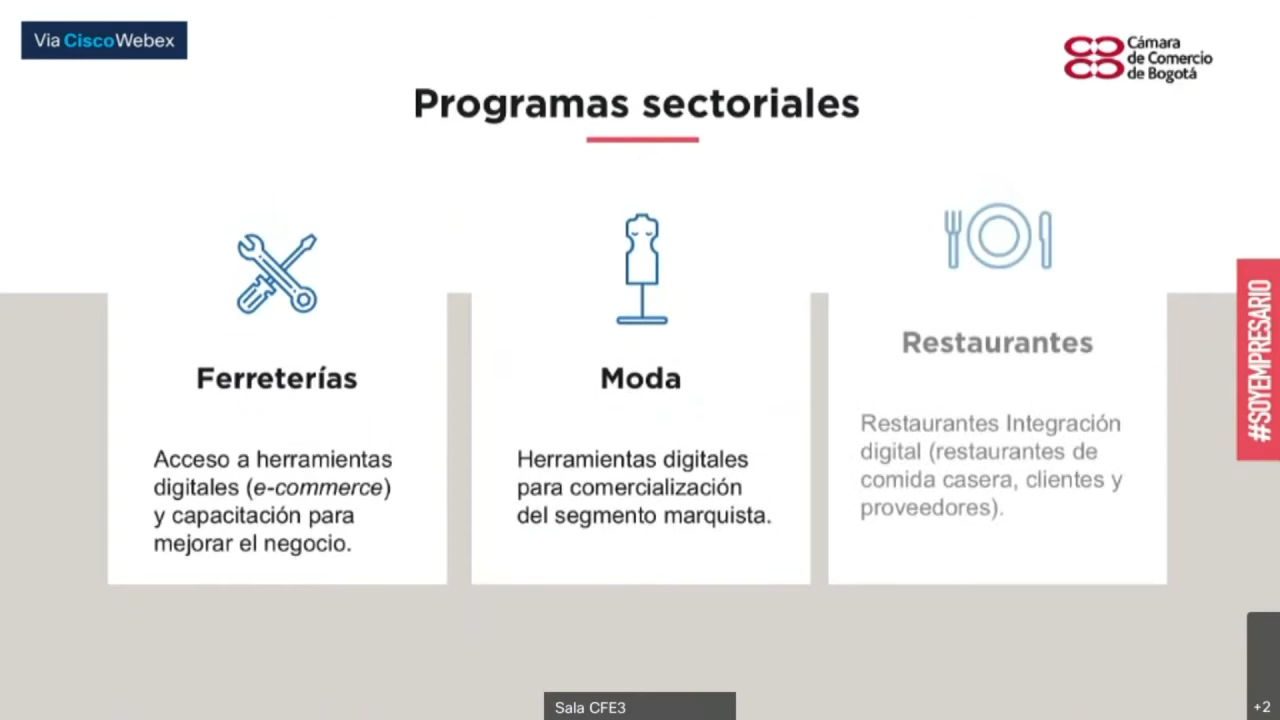 Via CiscoWebex
Cámara
de Comercio
de Bogotá
Programas sectoriales
Ferreterías
Acceso a herramientas
digitales (e-commerce)
y capacitación para
mejorar el negocio.
Moda
Herramientas digitales
para comercialización
del segmento marquista.
Restaurantes
Restaurantes Integración
digital (restaurantes de
comida casera, clientes y
proveedores).
#SOYEMPRESARIO
Sala CFE3
+2